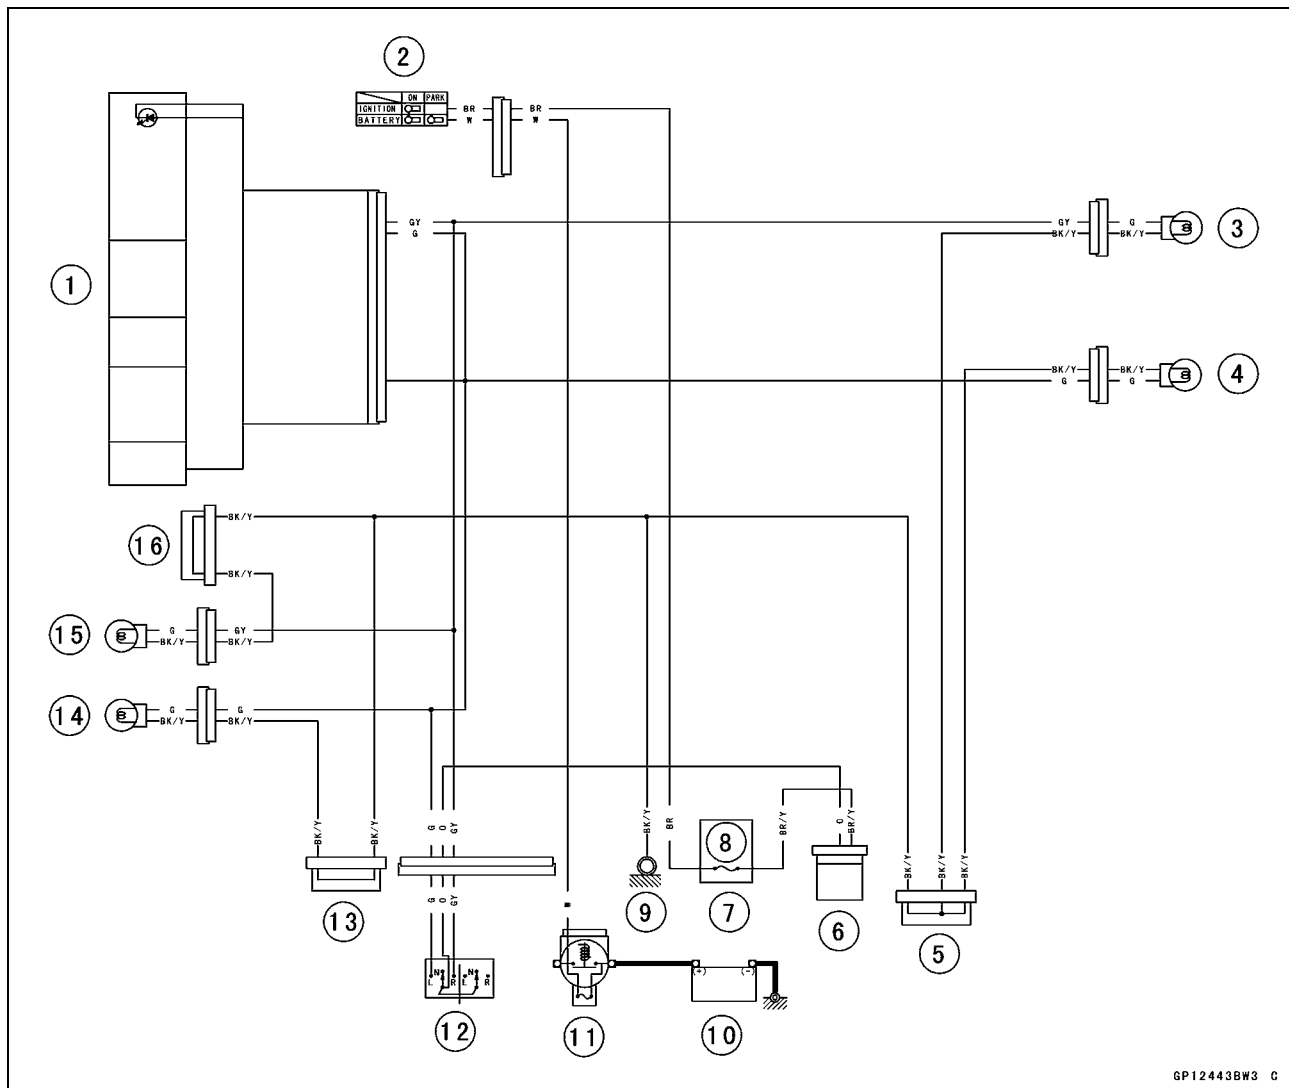 2
ON PARK
IGNITION
BATTERY
BR BR
W W
GY
G
GY G
BK/Y BK/Y
3
1
BK/Y BK/Y
G G
4
BK/Y
16
BK/Y
G GY
BK/Y BK/Y
15
G G
BK/Y BK/Y
14
BK/Y
BK/Y
G
O
GY
BK/Y
BR
BR/Y
O
BR/Y
8
BK/Y
BK/Y
BK/Y
G
O
GY
W
13
9
7
6
5
L N R L N R
(+) (-)
12
11
10
GP12443BW3 C